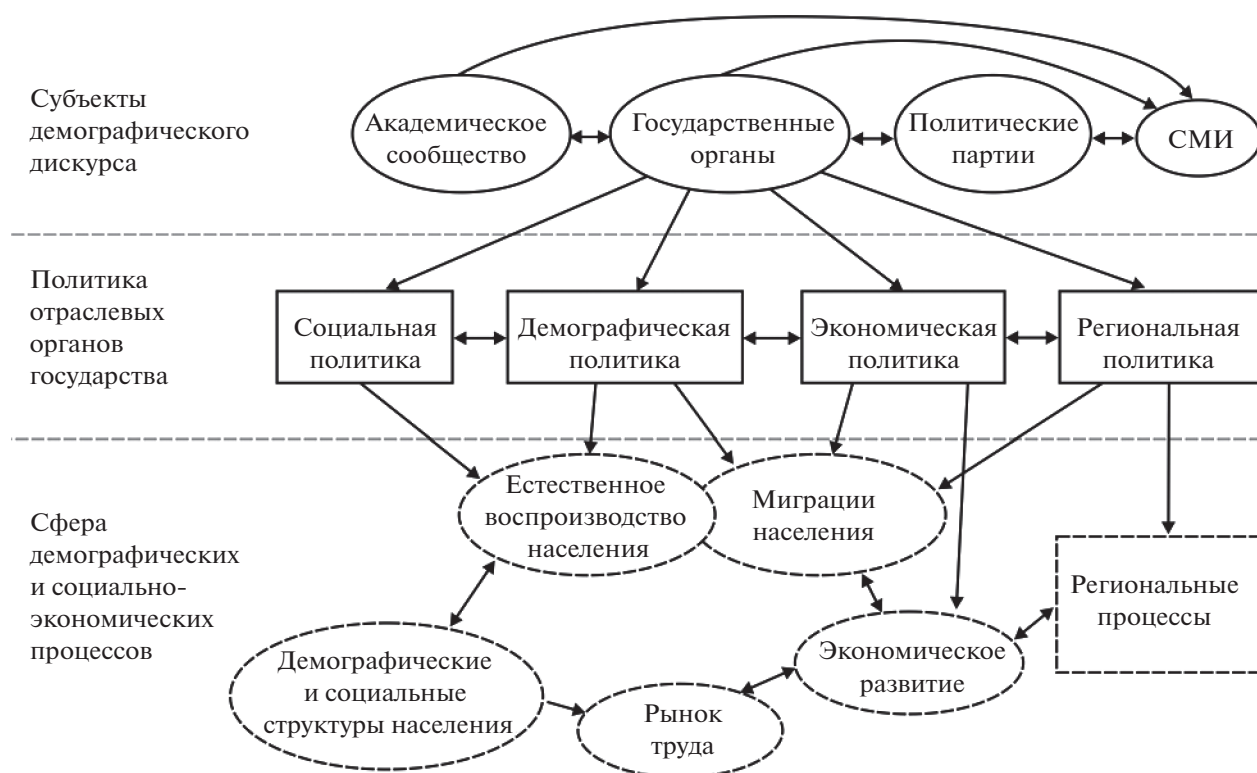 Субъекты
демографического
дискурса
Академическое
сообщество
Государственные
органы
Политические
партии
СМИ
Политика
отраслевых
органов
государства
Социальная
политика
Демографическая
политика
Экономическая
политика
Региональная
политика
Сфера
демографических
и социально-
экономических
процессов
Естественное
воспроизводство
населения
Миграции
населения
Региональные
процессы
Демографические
и социальные
структуры населения
Рынок
труда
Экономическое
развитие